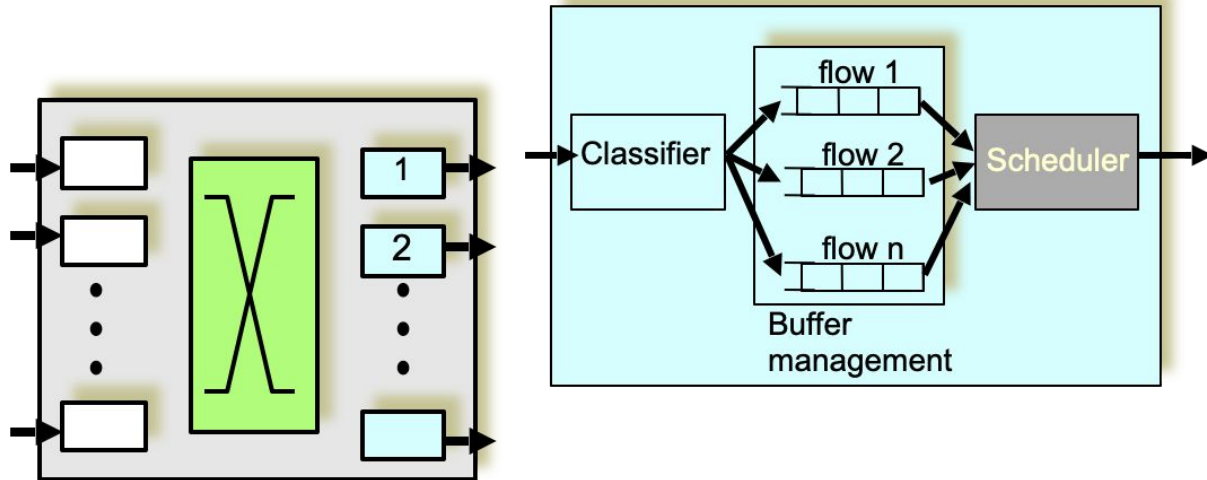 1
2
flow 1
Classifier
flow 2
Scheduler
flow n
Buffer
management